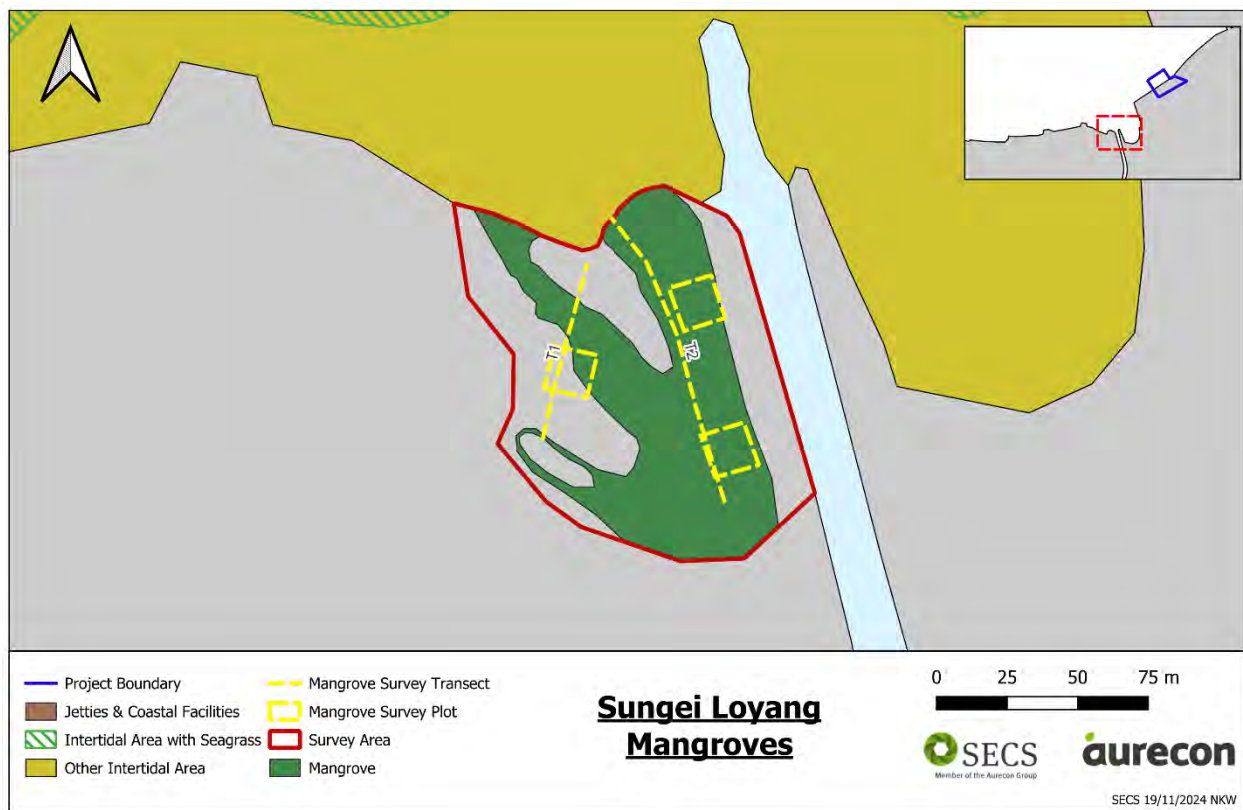 T1
T2
Project Boundary
Jetties & Coastal Facilities
Intertidal Area with Seagrass
Other Intertidal Area
Mangrove Survey Transect
Mangrove Survey Plot
Survey Area
Mangrove
Sungei Loyang
Mangroves
0 25 50 75 m
SECS
Member of the Aurecon Group
aurecon
SECS 19/11/2024 NKW